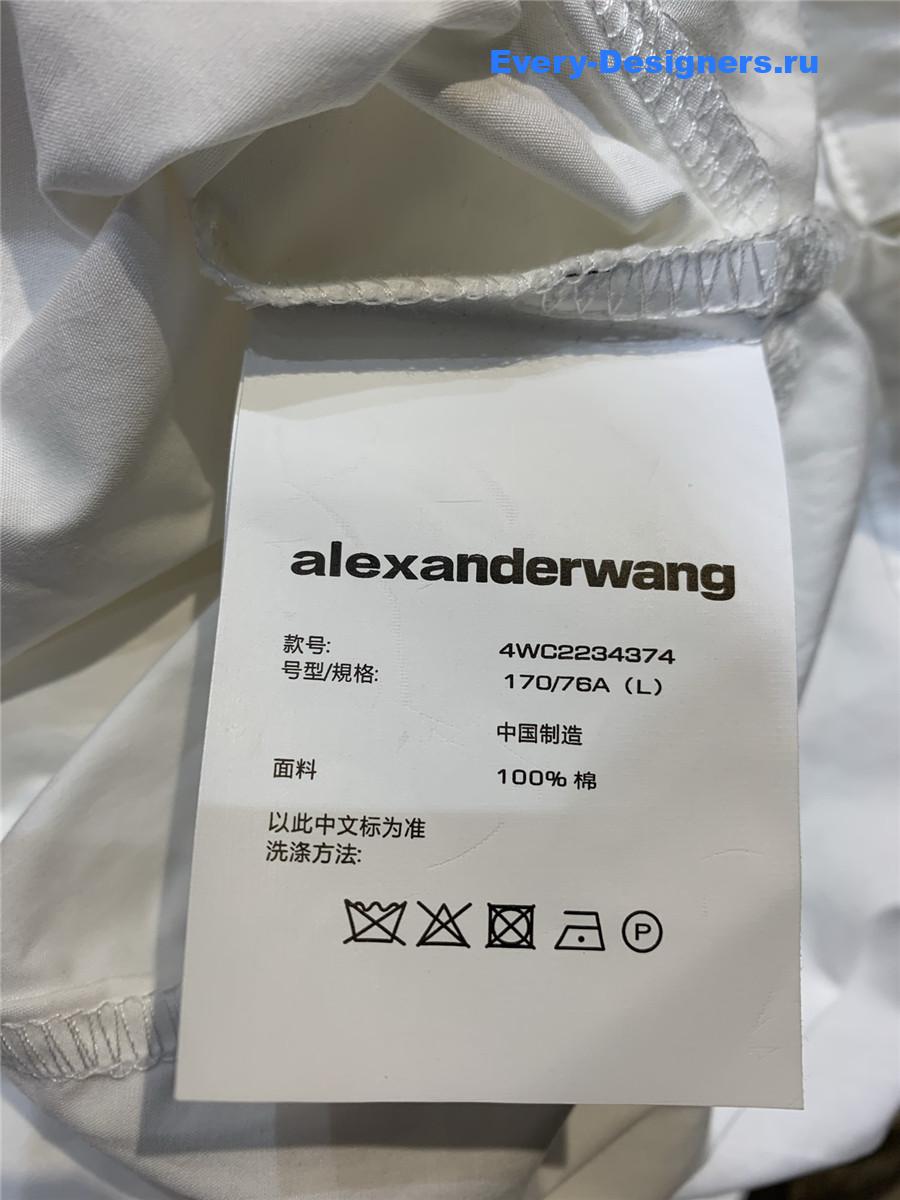 Every-Designers.ru
alexanderwang
款号: 4WC2234374
号型/規格: 170/76A（L）
中国制造
面料 100% 棉
以此中文标为准
洗涤方法:
P